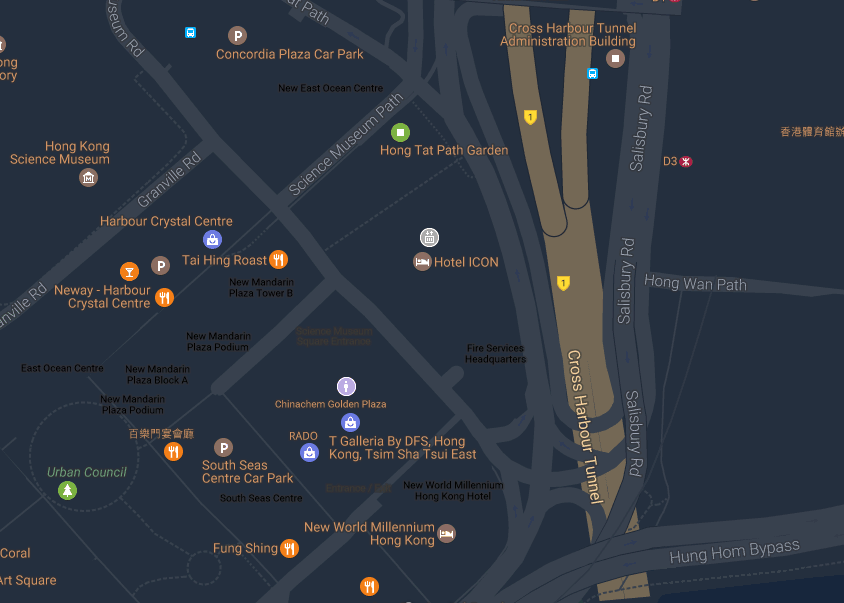 ut Path
useum Rd
Concordia Plaza Car Park
Cross Harbour Tunnel
Administration Building
ong
ory
New East Ocean Centre
Salisbury Rd
1
Science Museum Path
Hong Tat Path Garden
香港體育館辦
Hong Kong
Science Museum
Granville Rd
D3
Harbour Crystal Centre
Tai Hing Roast
Hotel ICON
Salisbury Rd
Hong Wan Path
Neway - Harbour
Crystal Centre
New Mandarin
Plaza Tower B
1
anville Rd
New Mandarin
Plaza Podium
Science Museum
Square Entrance
Fire Services
Headquarters
East Ocean Centre
New Mandarin
Plaza Block A
Cross Harbour Tunnel
New Mandarin
Plaza Podium
Chinachem Golden Plaza
Salisbury Rd
百樂門宴會廳
RADO
T Galleria By DFS, Hong
Kong, Tsim Sha Tsui East
Urban Council
P
South Seas
Centre Car Park
South Seas Centre
New World Millennium
Hong Kong Hotel
New World Millennium
Hong Kong
Fung Shing
Hung Hom Bypass
Coral
Art Square